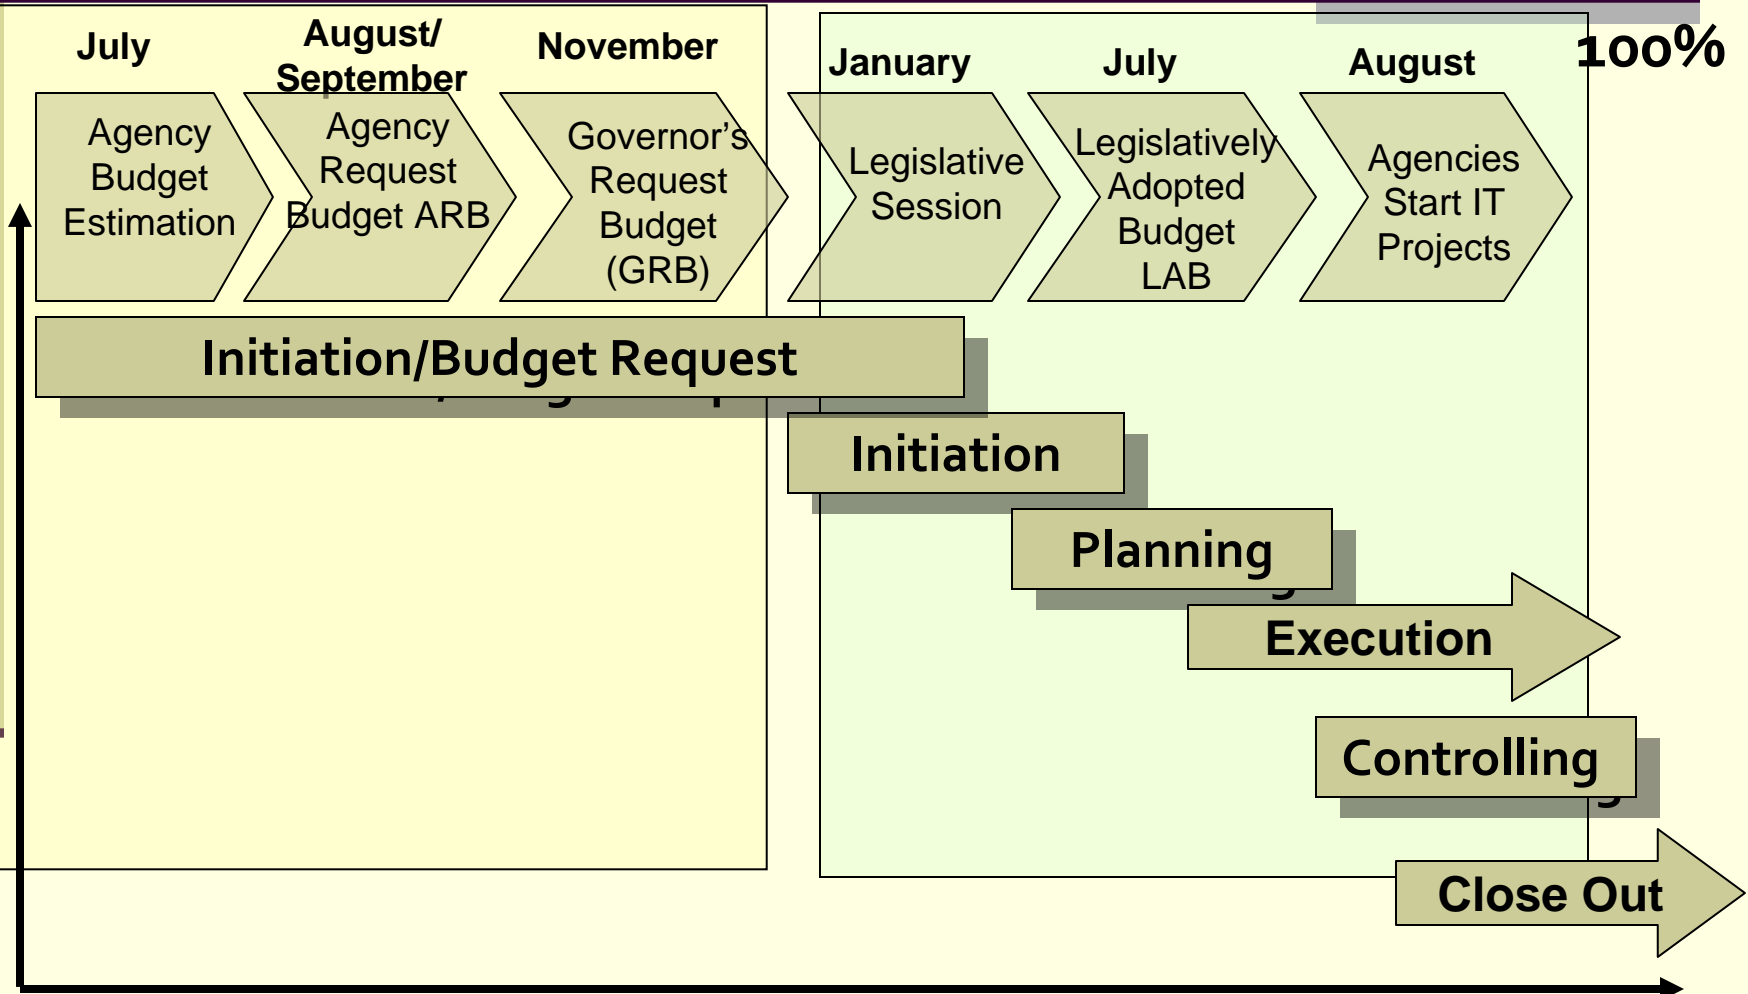 July
August/
September
November
January
July
August
100%
Agency
Budget
Estimation
Agency
Request
Budget ARB
Governor's
Request
Budget
(GRB)
Legislative
Session
Legislatively
Adopted
Budget
LAB
Agencies
Start IT
Projects
Initiation/Budget Request
Initiation
Planning
Execution
Controlling
Close Out